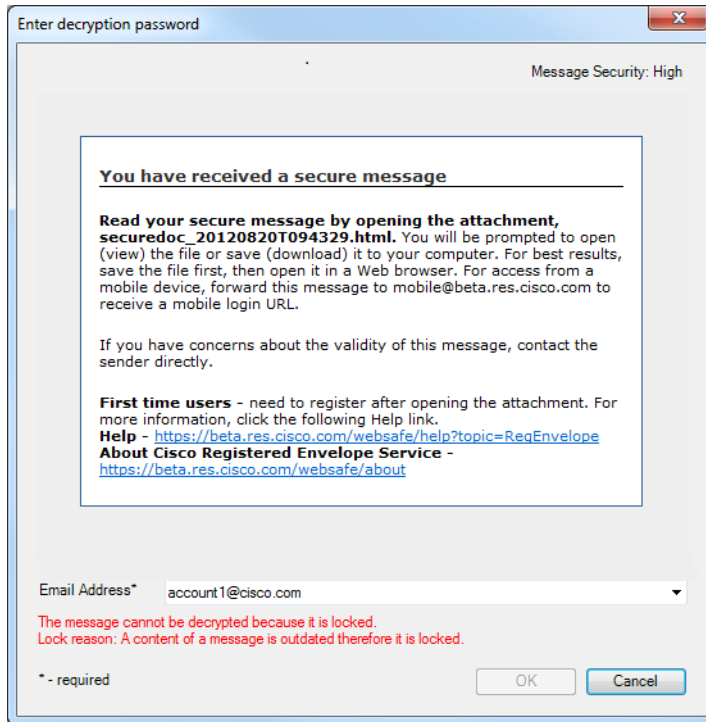 Enter decryption password
Message Security: High
You have received a secure message
Read your secure message by opening the attachment,
securedoc_20120820T094329.html. You will be prompted to open
(view) the file or save (download) it to your computer. For best results,
save the file first, then open it in a Web browser. For access from a
mobile device, forward this message to mobile@beta.res.cisco.com to
receive a mobile login URL.
If you have concerns about the validity of this message, contact the
sender directly.
First time users - need to register after opening the attachment. For
more information, click the following Help link.
Help - https://beta.res.cisco.com/websafe/help?topic=RegEnvelope
About Cisco Registered Envelope Service -
https://beta.res.cisco.com/websafe/about
Email Address* account1@cisco.com
The message cannot be decrypted because it is locked.
Lock reason: A content of a message is outdated therefore it is locked.
* - required OK Cancel